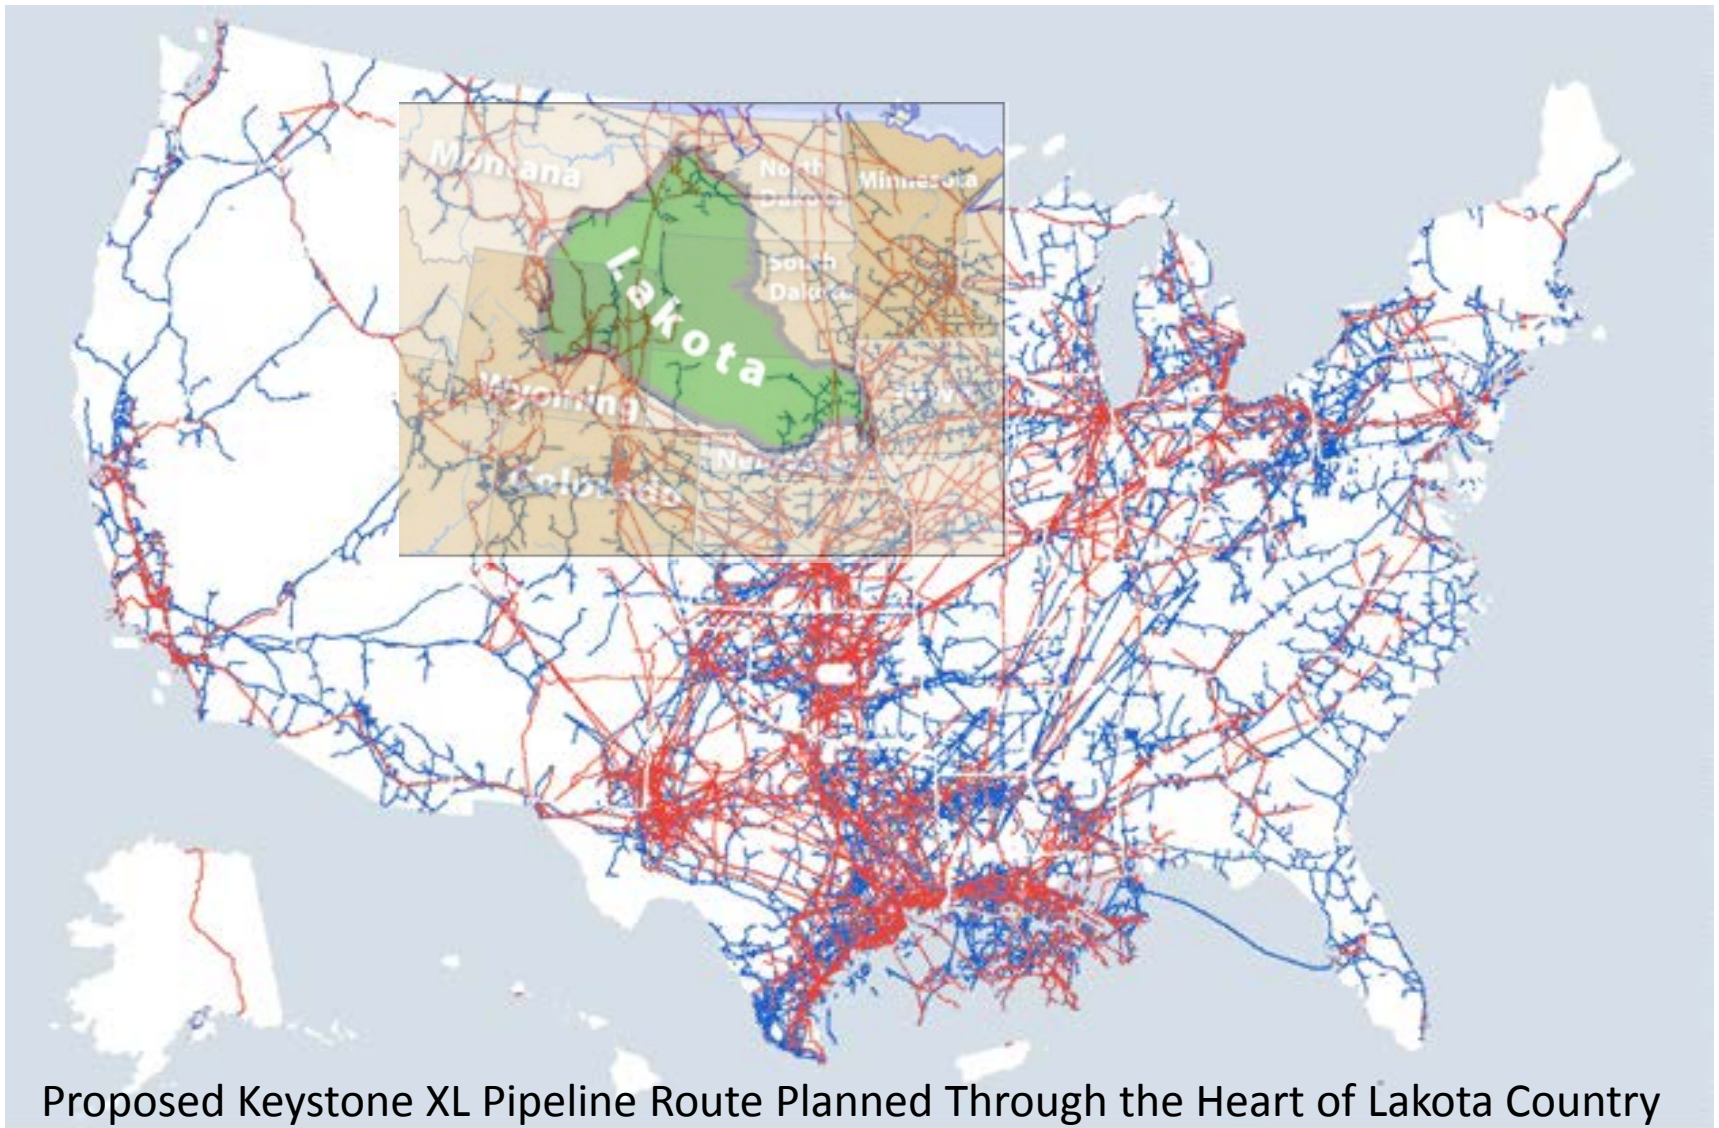 Montana
North
Dakota
Minnesota
South
Dakota
Lakota
Wyoming
Colorado
Proposed Keystone XL Pipeline Route Planned Through the Heart of Lakota Country